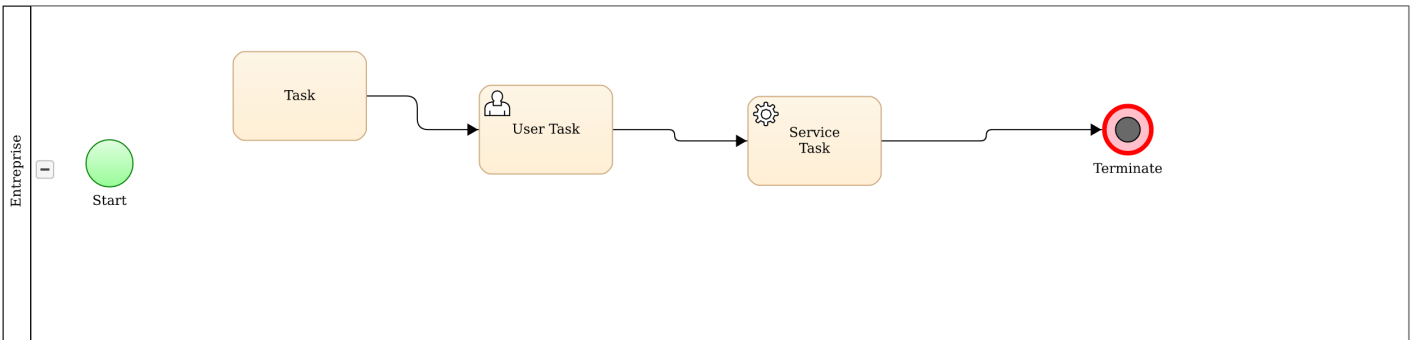 Entreprise
Start
Task
User Task
Service
Task
Terminate